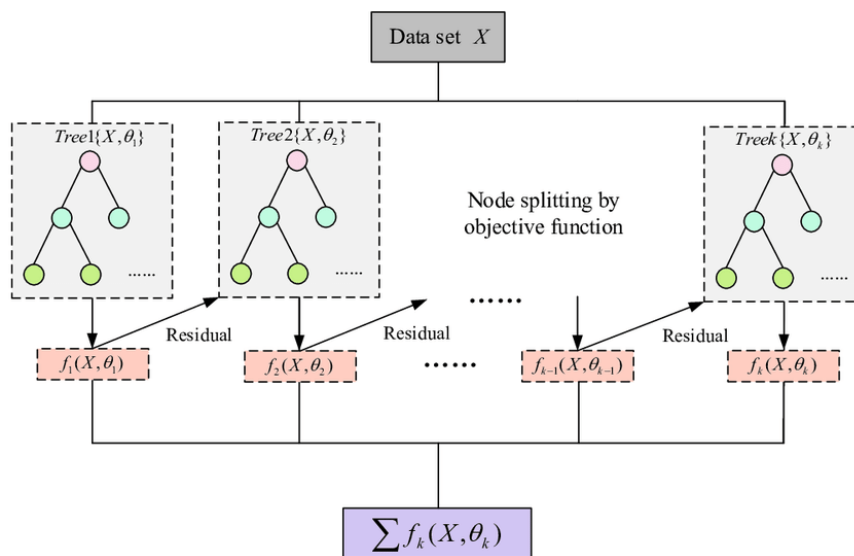 Data set X
Tree1{X,θ₁}
Tree2{X,θ₂}
Treek{X,θₖ}
Node splitting by
objective function
......
......
......
......
Residual
Residual
Residual
f₁(X,θ₁)
f₂(X,θ₂)
......
fₖ₋₁(X,θₖ₋₁)
fₖ(X,θₖ)
∑ fₖ(X,θₖ)